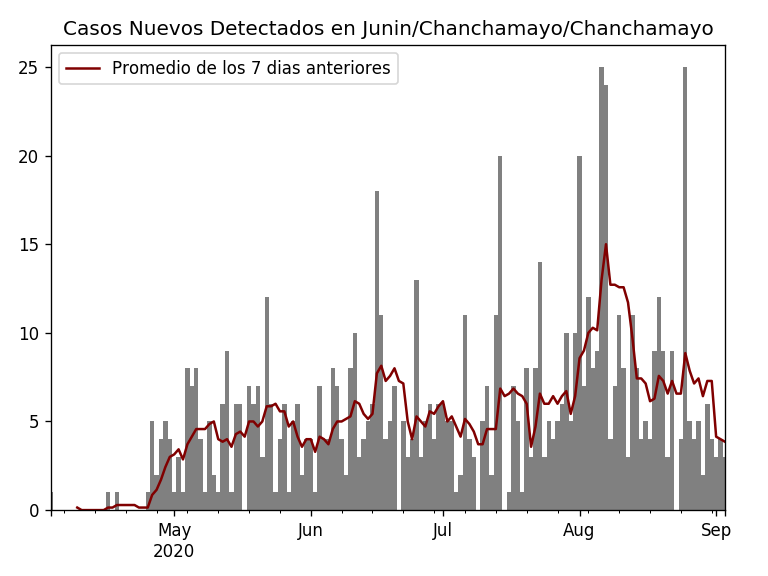 Casos Nuevos Detectados en Junin/Chanchamayo/Chanchamayo
Promedio de los 7 dias anteriores
25
20
15
10
5
0
May Jun Jul Aug Sep
2020